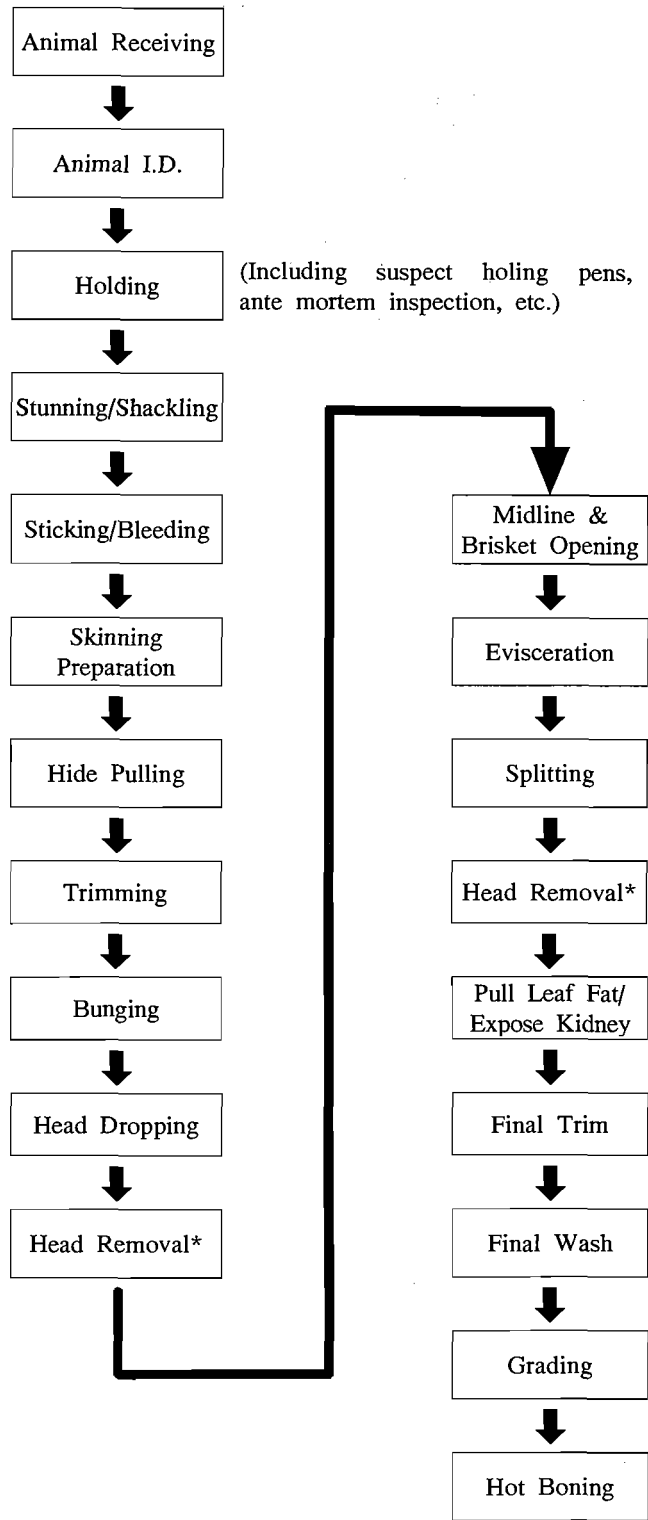 Animal Receiving
Animal I.D.
Holding
(Including suspect holing pens,
ante mortem inspection, etc.)
Stunning/Shackling
Sticking/Bleeding
Skinning
Preparation
Hide Pulling
Trimming
Bunging
Head Dropping
Head Removal*
Midline &
Brisket Opening
Evisceration
Splitting
Head Removal*
Pull Leaf Fat/
Expose Kidney
Final Trim
Final Wash
Grading
Hot Boning